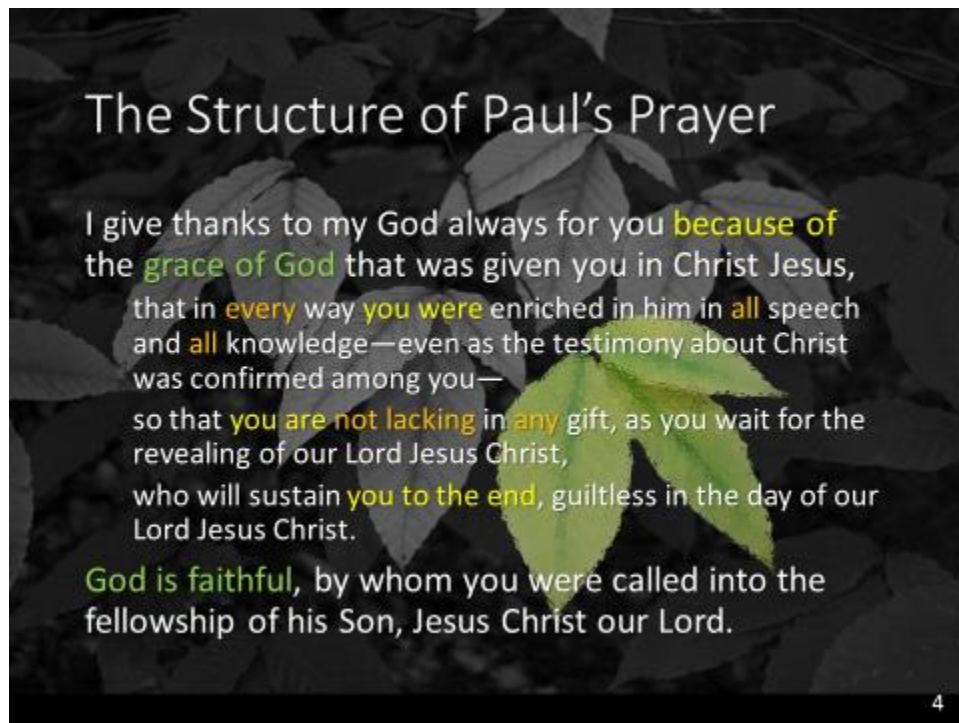 The Structure of Paul's Prayer
I give thanks to my God always for you because of
the grace of God that was given you in Christ Jesus,
that in every way you were enriched in him in all speech
and all knowledge—even as the testimony about Christ
was confirmed among you—
so that you are not lacking in any gift, as you wait for the
revealing of our Lord Jesus Christ,
who will sustain you to the end, guiltless in the day of our
Lord Jesus Christ.
God is faithful, by whom you were called into the
fellowship of his Son, Jesus Christ our Lord.
4